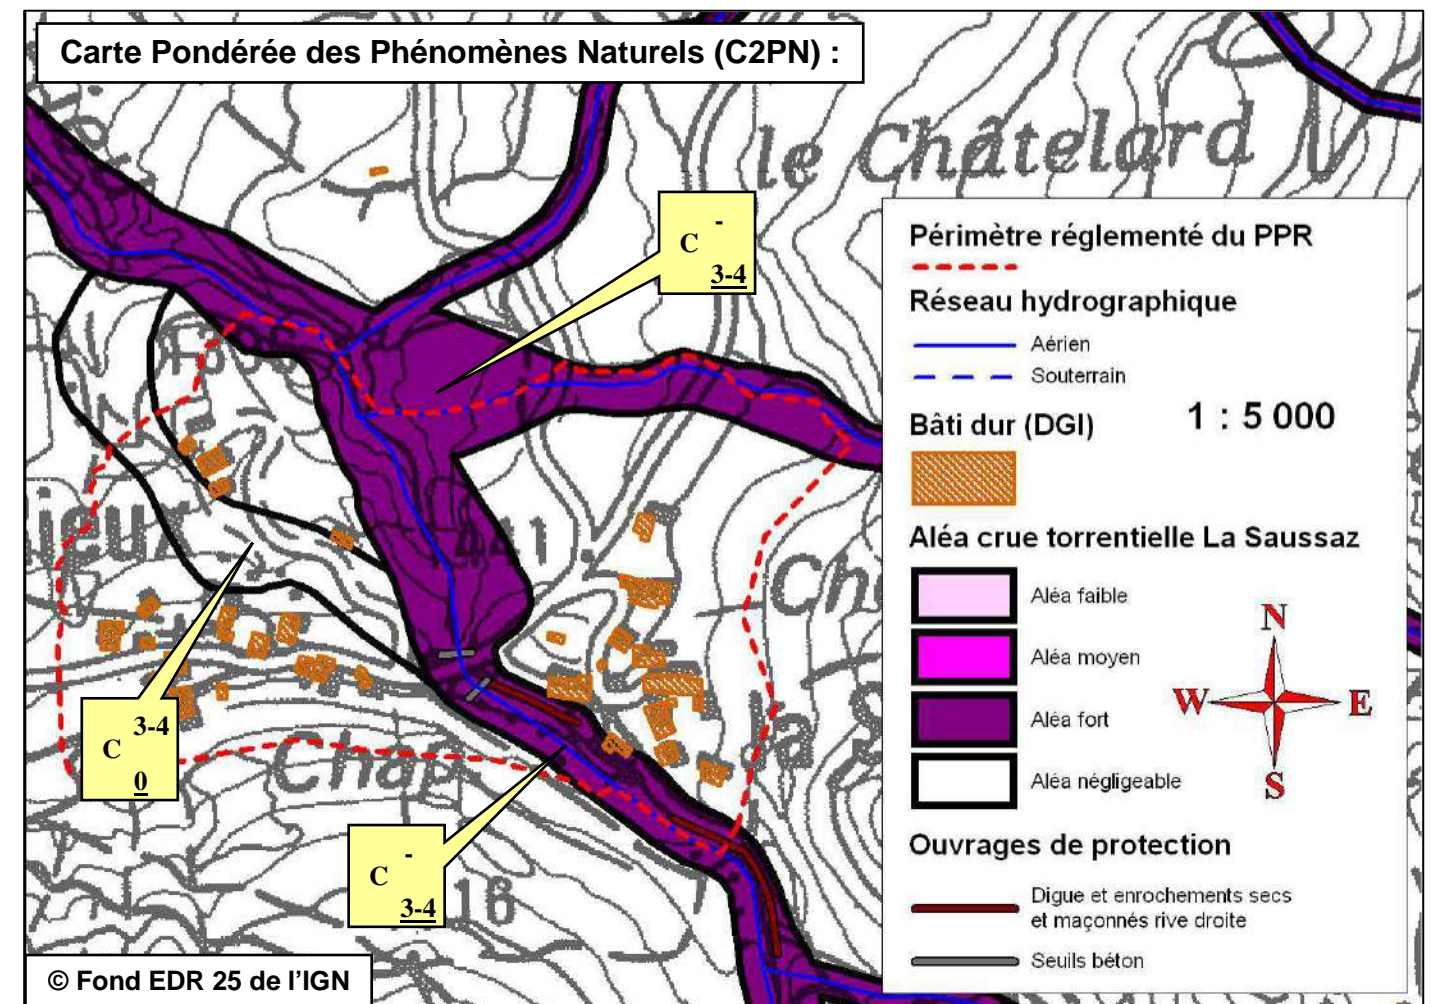 Carte Pondérée des Phénomènes Naturels (C2PN) :
le Châtelard
-
C
3-4
Périmètre réglementé du PPR
Réseau hydrographique
Aérien
Souterrain
Bâti dur (DGI)
1 : 5 000
Aléa crue torrentielle La Saussaz
Aléa faible
Aléa moyen
Aléa fort
Aléa négligeable
N
W
E
S
Ouvrages de protection
Digue et enrochements secs
et maçonnés rive droite
Seuils béton
441
3-4
C
0
Chap
-
C
3-4
16
© Fond EDR 25 de l'IGN